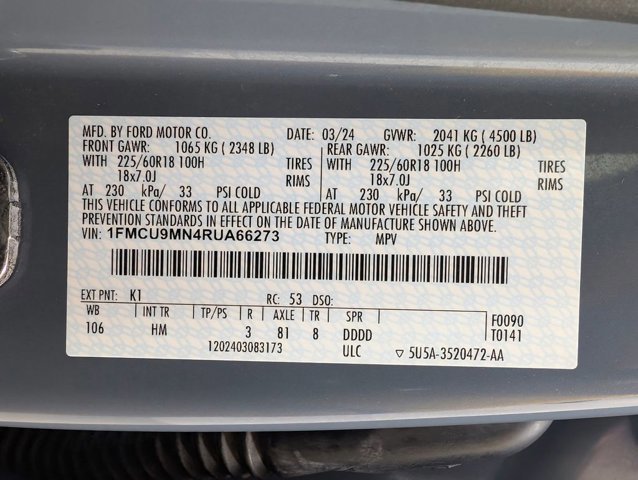 MFD. BY FORD MOTOR CO. DATE: 03/24 GVWR: 2041 KG ( 4500 LB)
FRONT GAWR: 1065 KG ( 2348 LB) REAR GAWR: 1025 KG ( 2260 LB)
WITH 225/60R18 100H TIRES WITH 225/60R18 100H TIRES
18x7.0J RIMS 18x7.0J RIMS
AT 230 kPa/ 33 PSI COLD AT 230 kPa/ 33 PSI COLD
THIS VEHICLE CONFORMS TO ALL APPLICABLE FEDERAL MOTOR VEHICLE SAFETY AND THEFT
PREVENTION STANDARDS IN EFFECT ON THE DATE OF MANUFACTURE SHOWN ABOVE.
VIN: 1FMCU9MN4RUA66273 TYPE: MPV
EXT PNT: K1 RC: 53 DSO:
WB INT TR TP/PS R AXLE TR SPR F0090
106 HM 3 81 8 DDDD T0141
1202403083173 ULC ▽ 5U5A-3520472-AA